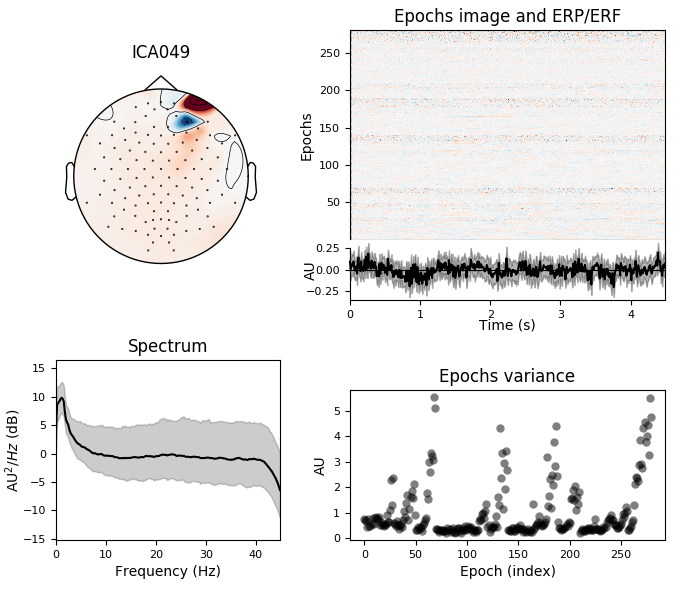 ICA049
Epochs image and ERP/ERF
Epochs
250
200
150
100
50
AU
0.25
0.00
−0.25
0 1 2 3 4
Time (s)
Spectrum
AU²/Hz (dB)
15
10
5
0
−5
−10
−15
0 10 20 30 40
Frequency (Hz)
Epochs variance
AU
5
4
3
2
1
0
0 50 100 150 200 250
Epoch (index)